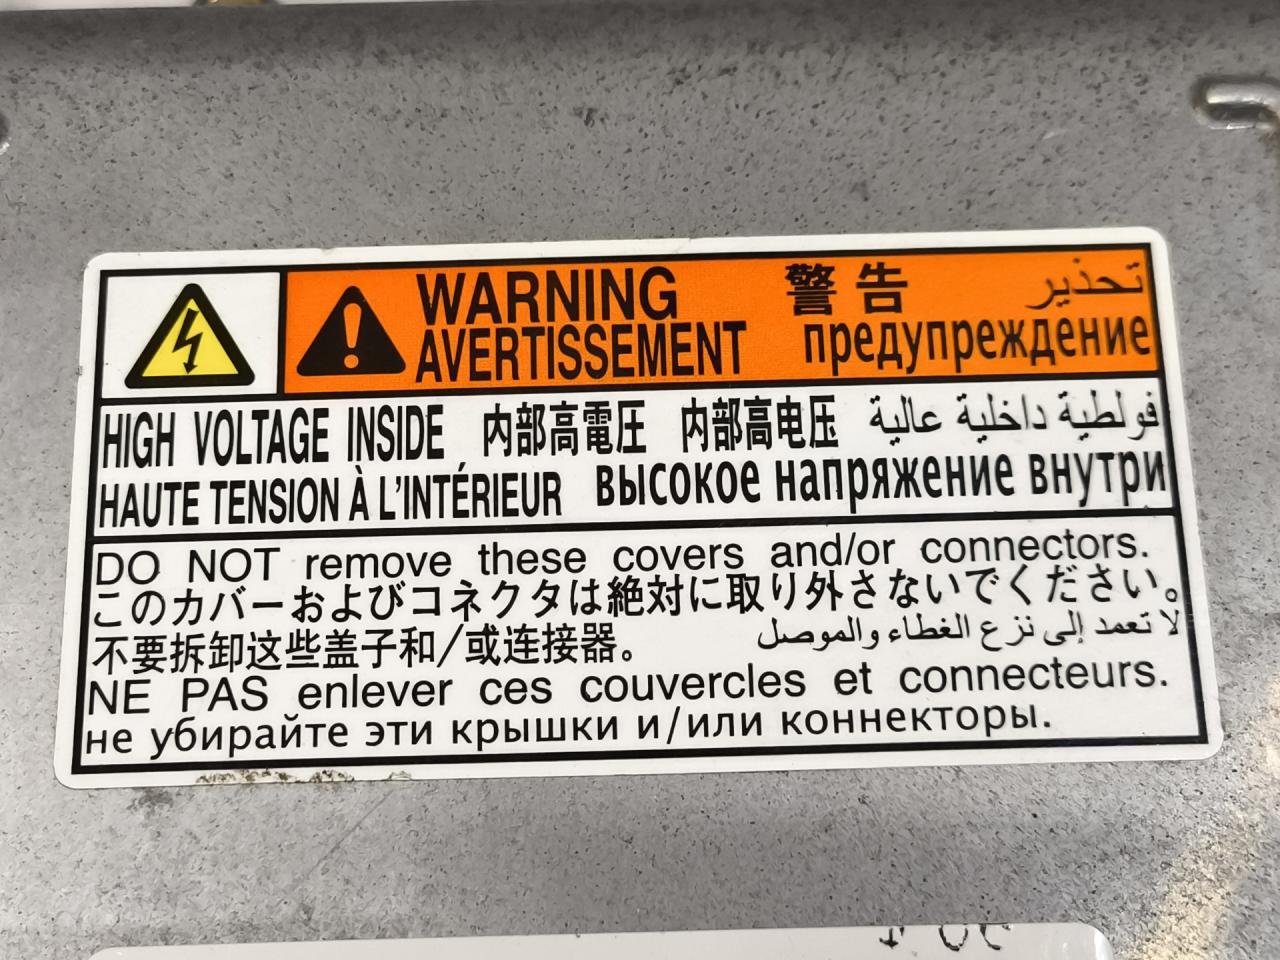 WARNING 警告 تحذير
AVERTISSEMENT предупреждение
HIGH VOLTAGE INSIDE 内部高電圧 内部高电压 فولطية داخلية عالية
HAUTE TENSION À L'INTÉRIEUR высокое напряжение внутри
DO NOT remove these covers and/or connectors.
このカバーおよびコネクタは絶対に取り外さないでください。
不要拆卸这些盖子和/或连接器。 لا تعمد إلى نزع الغطاء والموصل
NE PAS enlever ces couvercles et connecteurs.
не убирайте эти крышки и/или коннекторы.